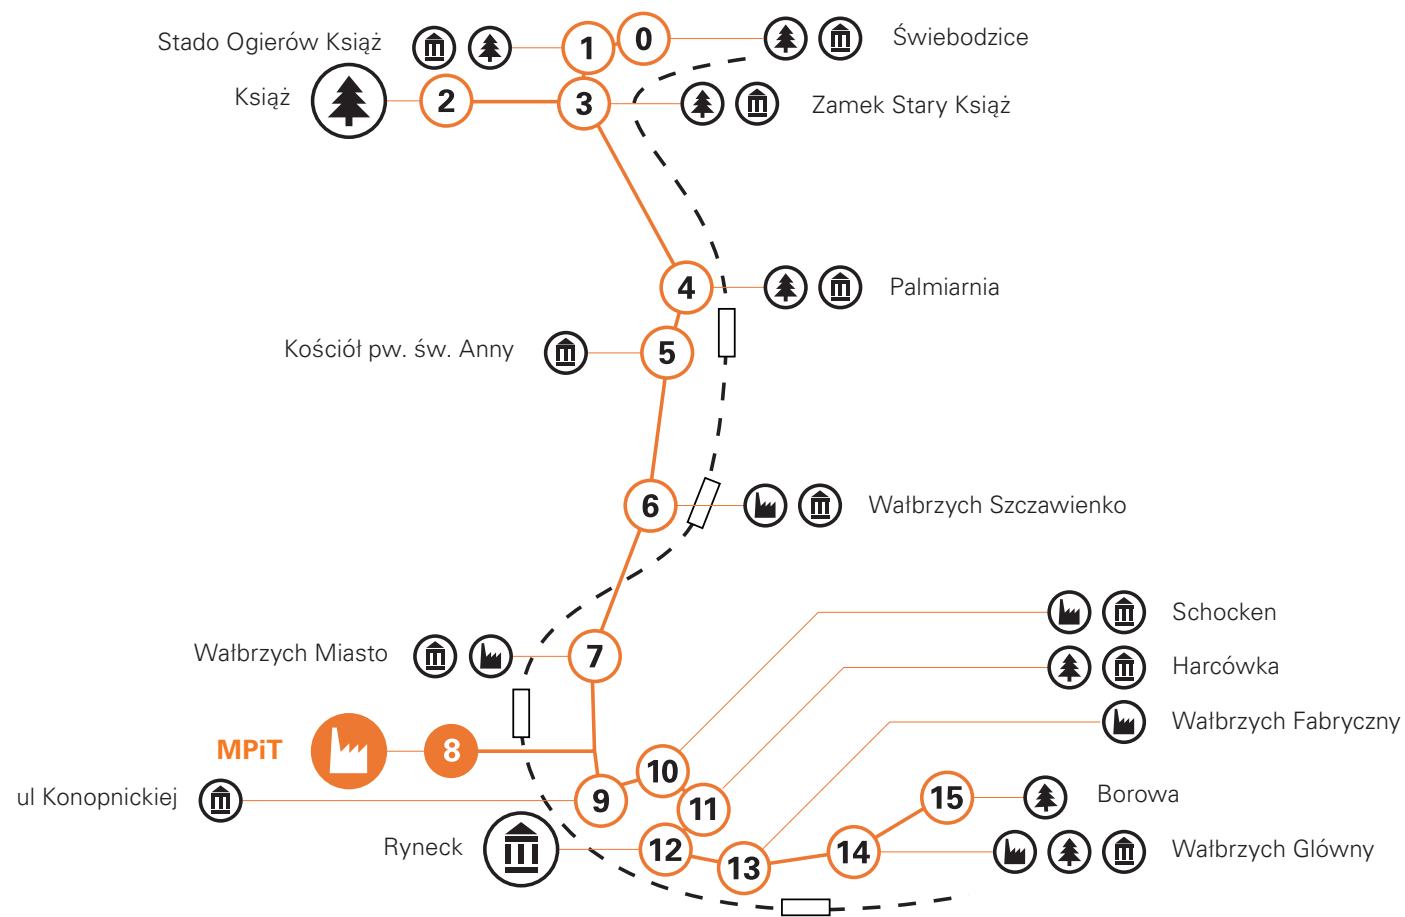 Stado Ogierów Książ
1
0
Świebodzice
Książ
2
3
Zamek Stary Książ
4
Palmiarnia
Kościół pw. św. Anny
5
6
Wałbrzych Szczawienko
Schocken
Wałbrzych Miasto
7
Harcówka
Wałbrzych Fabryczny
MPiT
8
10
ul Konopnickiej
9
11
15
Borowa
Ryneck
12
13
14
Wałbrzych Glówny